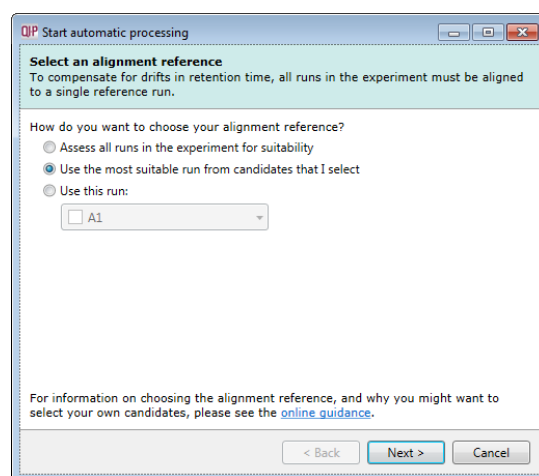 QIP Start automatic processing
Select an alignment reference
To compensate for drifts in retention time, all runs in the experiment must be aligned
to a single reference run.
How do you want to choose your alignment reference?
Assess all runs in the experiment for suitability
Use the most suitable run from candidates that I select
Use this run:
A1
For information on choosing the alignment reference, and why you might want to
select your own candidates, please see the online guidance.
< Back Next > Cancel